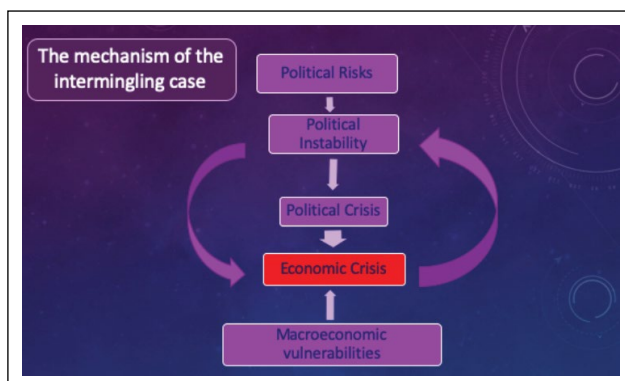 The mechanism of the
intermingling case
Political Risks
Political
Instability
Political Crisis
Economic Crisis
Macroeconomic
vulnerabilities